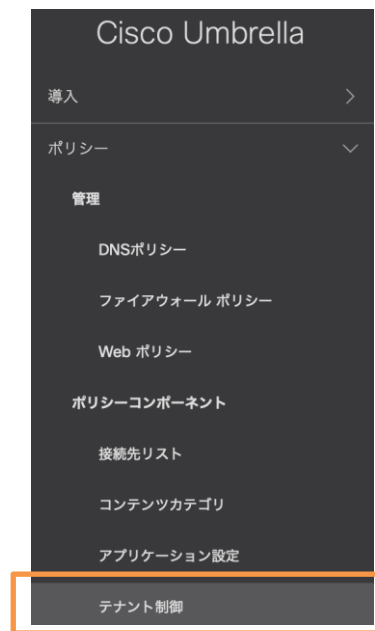 Cisco Umbrella
導入
ポリシー
管理
DNSポリシー
ファイアウォール ポリシー
Web ポリシー
ポリシーコンポーネント
接続先リスト
コンテンツカテゴリ
アプリケーション設定
テナント制御